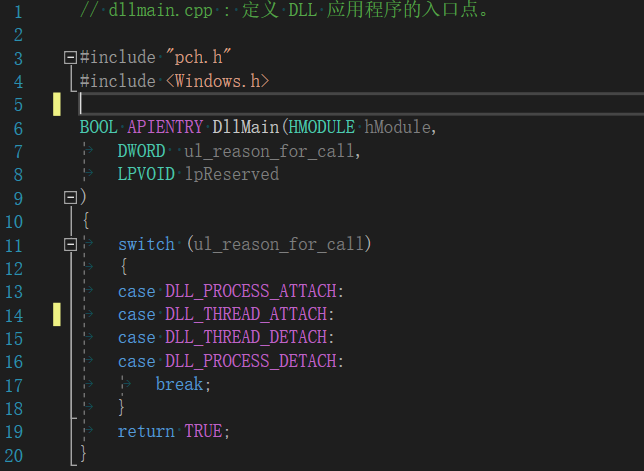 1 // dllmain.cpp : 定义 DLL 应用程序的入口点。
2
3 #include "pch.h"
4 #include <Windows.h>
5
6 BOOL APIENTRY DllMain(HMODULE hModule,
7 DWORD  ul_reason_for_call,
8 LPVOID lpReserved
9 )
10 {
11 switch (ul_reason_for_call)
12 {
13 case DLL_PROCESS_ATTACH:
14 case DLL_THREAD_ATTACH:
15 case DLL_THREAD_DETACH:
16 case DLL_PROCESS_DETACH:
17 break;
18 }
19 return TRUE;
20 }